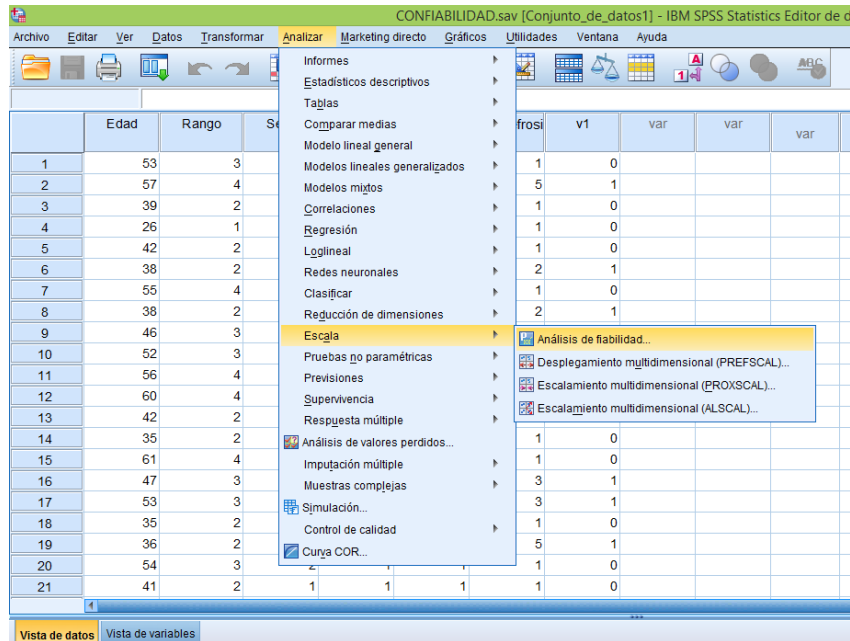 CONFIABILIDAD.sav [Conjunto_de_datos1] - IBM SPSS Statistics Editor de d
Archivo Editar Ver Datos Transformar Analizar Marketing directo Gráficos Utilidades Ventana Ayuda
Informes
Estadísticos descriptivos
Tablas
Comparar medias
Modelo lineal general
Modelos lineales generalizados
Modelos mixtos
Correlaciones
Regresión
Loglineal
Redes neuronales
Clasificar
Reducción de dimensiones
Escala
Pruebas no paramétricas
Previsiones
Supervivencia
Respuesta múltiple
Análisis de valores perdidos...
Imputación múltiple
Muestras complejas
Simulación...
Control de calidad
Curva COR...
Análisis de fiabilidad...
Desplegamiento multidimensional (PREFSCAL)...
Escalamiento multidimensional (PROXSCAL)...
Escalamiento multidimensional (ALSCAL)...
Edad Rango Se frosi v1 var var var
1 53 3 1 0
2 57 4 5 1
3 39 2 1 0
4 26 1 1 0
5 42 2 1 0
6 38 2 2 1
7 55 4 1 0
8 38 2 2 1
9 46 3
10 52 3
11 56 4
12 60 4
13 42 2
14 35 2 1 0
15 61 4 1 0
16 47 3 3 1
17 53 3 3 1
18 35 2 1 0
19 36 2 5 1
20 54 3 2 1 1 1 0
21 41 2 1 1 1 1 0
Vista de datos Vista de variables